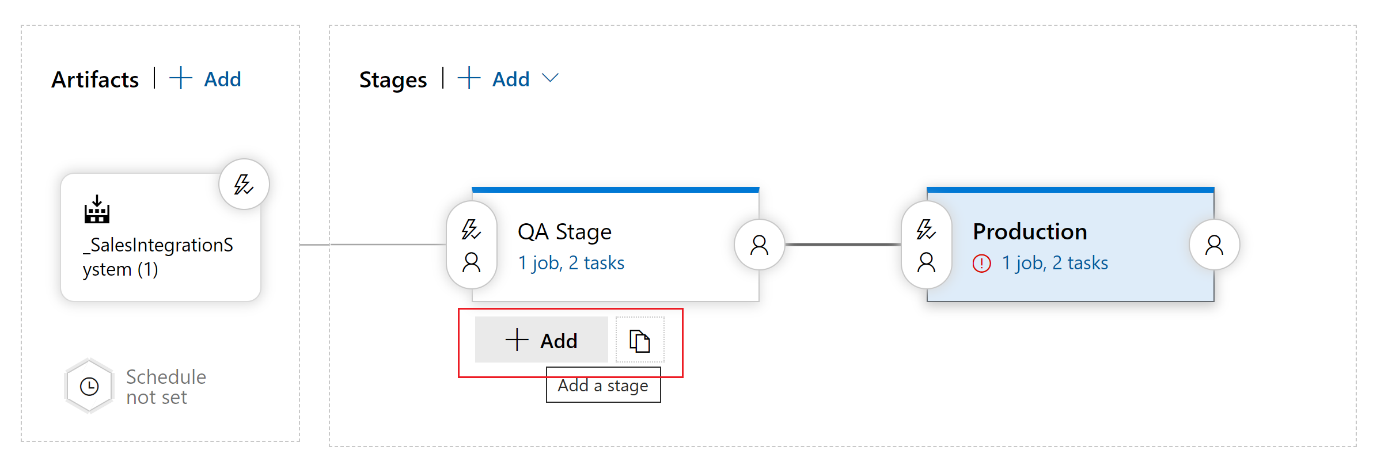 Artifacts
Add
Stages
Add
_SalesIntegrationS
ystem (1)
QA Stage
1 job, 2 tasks
Production
1 job, 2 tasks
Add
Add a stage
Schedule
not set